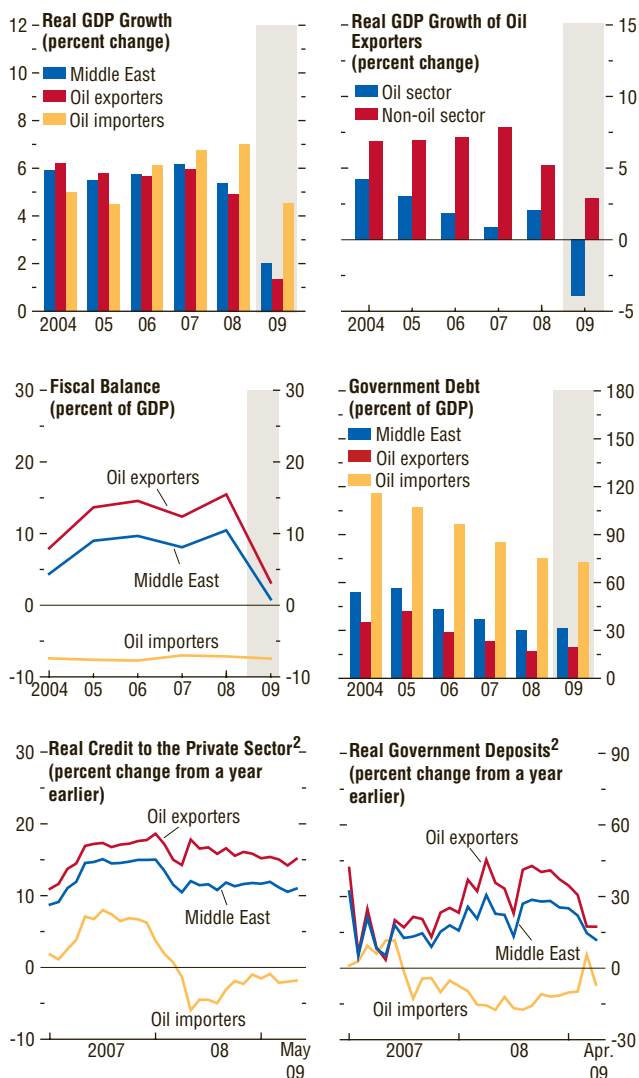 Real GDP Growth
(percent change)
12
10
8
6
4
2
0
Middle East
Oil exporters
Oil importers
2004 05 06 07 08 09
Real GDP Growth of Oil
Exporters
(percent change)
15
10
5
0
-5
Oil sector
Non-oil sector
2004 05 06 07 08 09
Fiscal Balance
(percent of GDP)
30
20
10
0
-10
30
20
10
0
-10
Oil exporters
Middle East
Oil importers
2004 05 06 07 08 09
Government Debt
(percent of GDP)
180
150
120
90
60
30
0
Middle East
Oil exporters
Oil importers
2004 05 06 07 08 09
Real Credit to the Private Sector²
(percent change from a year
earlier)
30
20
10
0
-10
Oil exporters
Middle East
Oil importers
2007 08 May
09
Real Government Deposits²
(percent change from a year
earlier)
90
60
30
0
-30
Oil exporters
Middle East
Oil importers
2007 08 Apr.
09